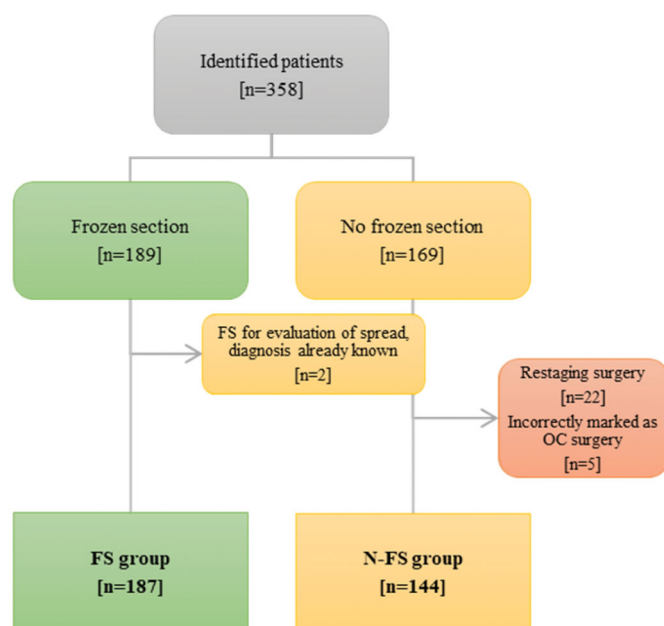 Identified patients
[n=358]
Frozen section
[n=189]
No frozen section
[n=169]
FS for evaluation of spread,
diagnosis already known
[n=2]
Restaging surgery
[n=22]
Incorrectly marked as
OC surgery
[n=5]
FS group
[n=187]
N-FS group
[n=144]